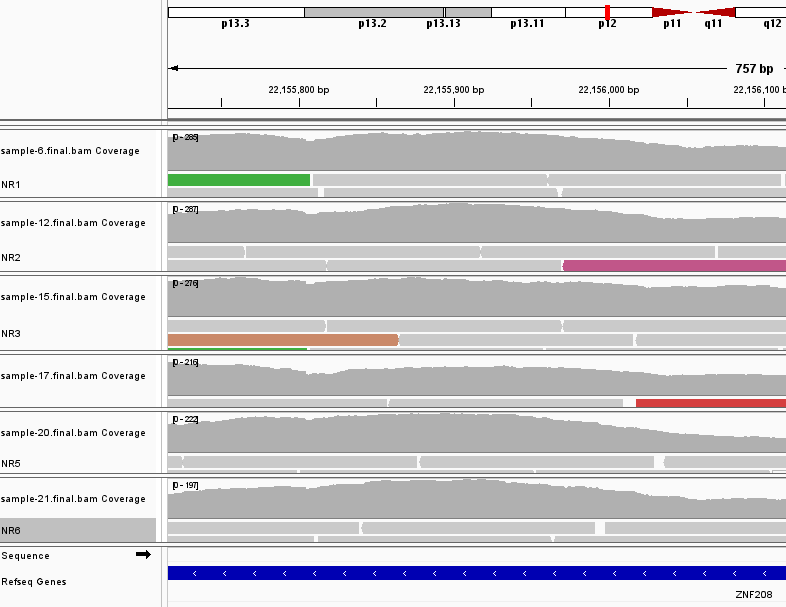 p13.3 p13.2 p13.13 p13.11 p12 p11 q11 q12
757 bp
22,155,800 bp 22,155,900 bp 22,156,000 bp 22,156,100 b
[0 - 285]
sample-6.final.bam Coverage
NR1
[0 - 287]
sample-12.final.bam Coverage
NR2
[0 - 276]
sample-15.final.bam Coverage
NR3
[0 - 216]
sample-17.final.bam Coverage
[0 - 222]
sample-20.final.bam Coverage
NR5
[0 - 197]
sample-21.final.bam Coverage
NR6
Sequence
Refseq Genes
ZNF208